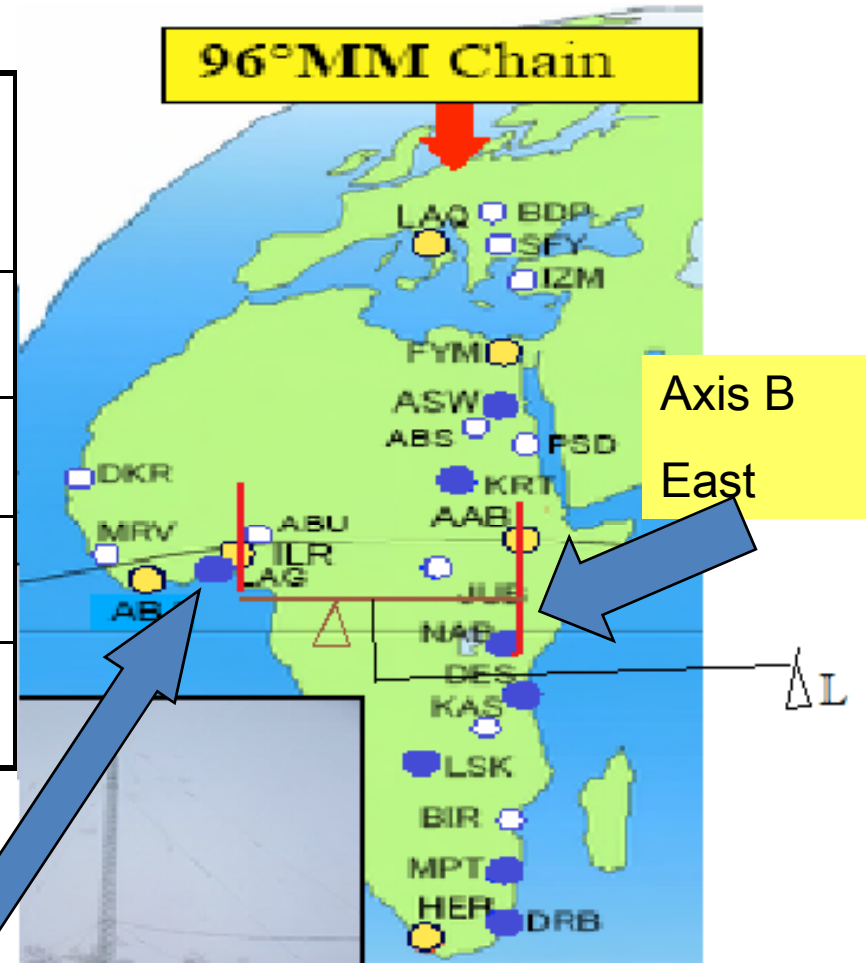 96°MM Chain
LAQ
BDP
SFY
IZM
FYM
ASW
ABS
PSD
Axis B
East
DKR
KRT
MRV
ABU
AAB
ILR
LAG
AB
JUB
NAB
DES
KAS
ΔL
LSK
BIR
MPT
HER
DRB